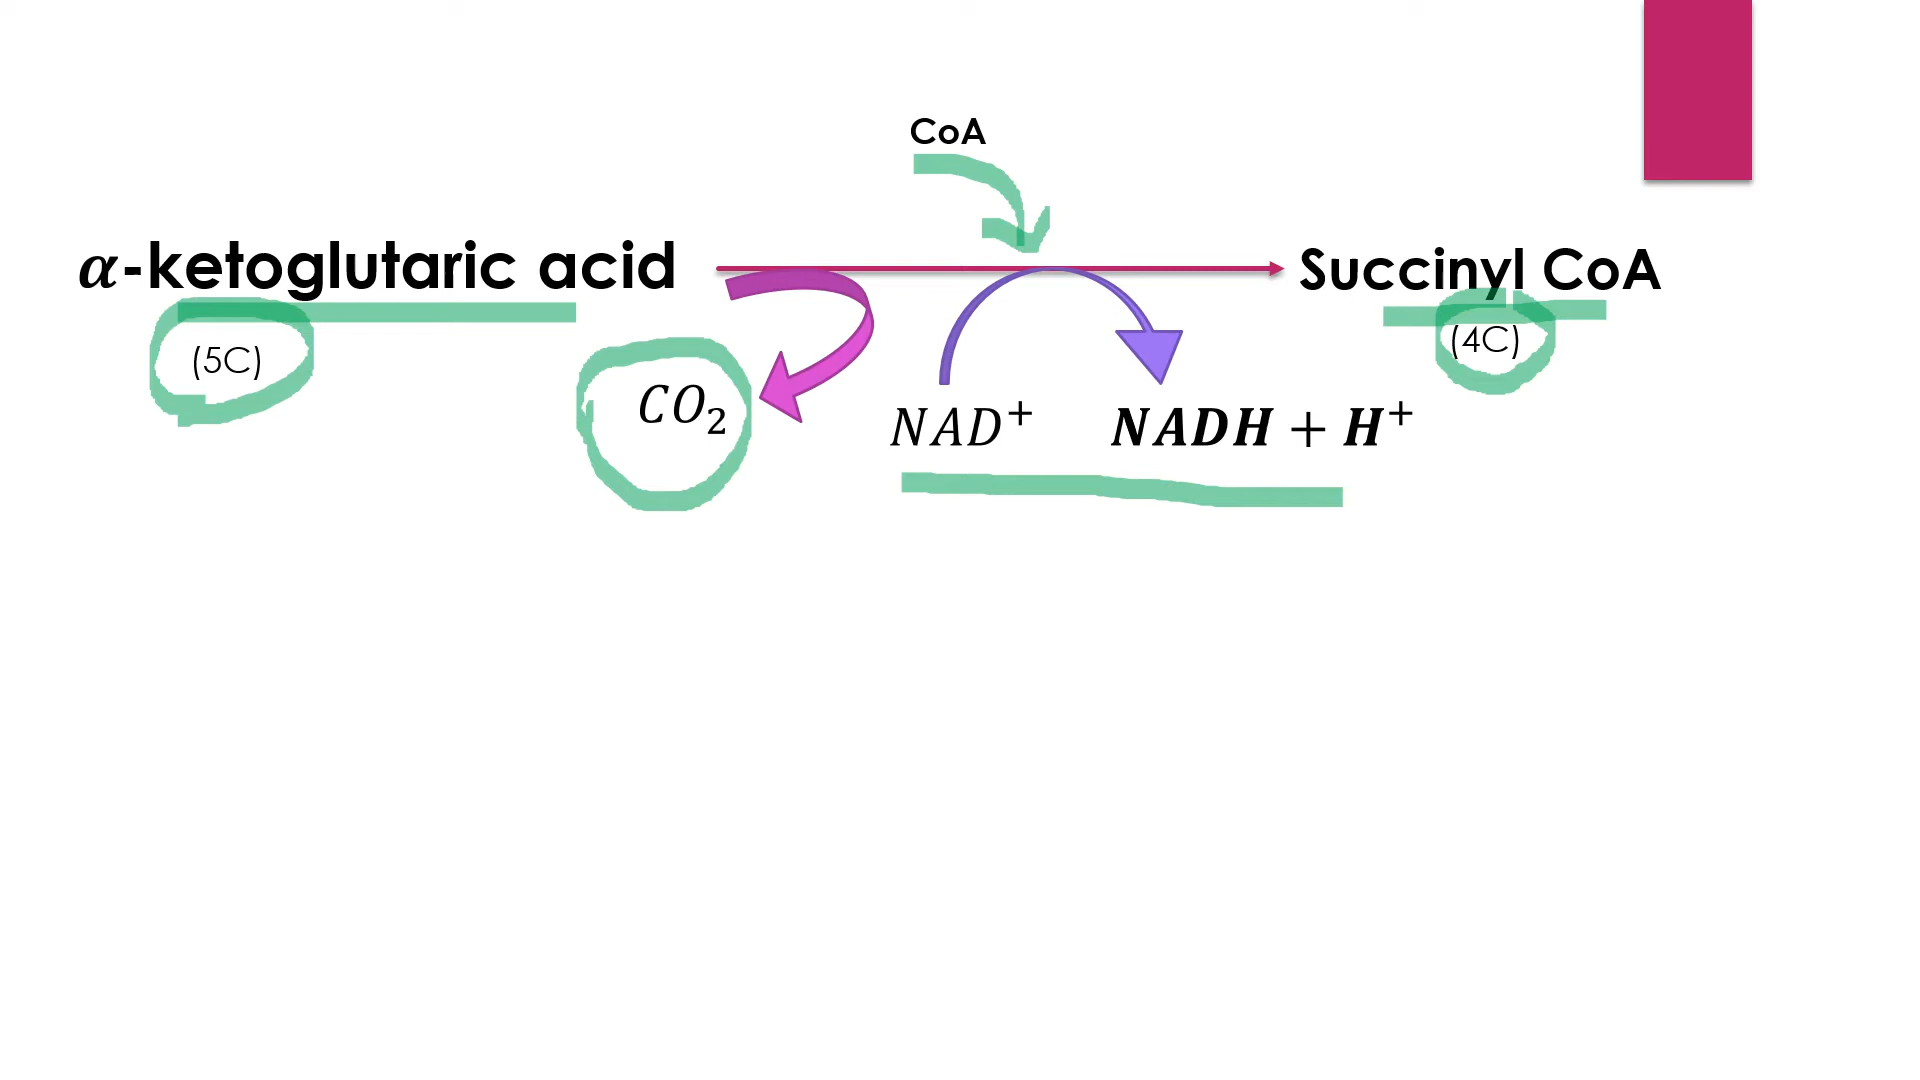 CoA
α-ketoglutaric acid
Succinyl CoA
(5C)
(4C)
CO₂
NAD⁺
NADH + H⁺